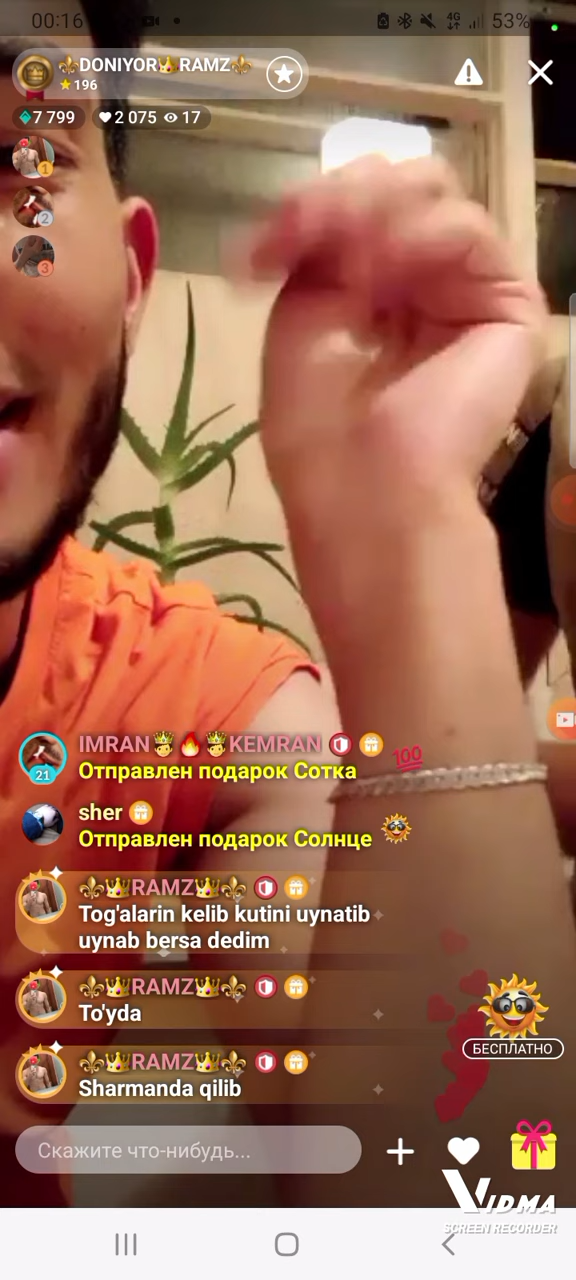 00:16
4G
53%
⚜️DONIYOR👑RAMZ⚜️
196
7 799
2 075
17
1
2
3
IMRAN🤴🔥🤴KEMRAN
21
Отправлен подарок Сотка
100
sher
Отправлен подарок Солнце
⚜️👑RAMZ👑⚜️
Tog'alarin kelib kutini uynatib
uynab bersa dedim
⚜️👑RAMZ👑⚜️
To'yda
БЕСПЛАТНО
⚜️👑RAMZ👑⚜️
Sharmanda qilib
Скажите что-нибудь...
VIDMA
SCREEN RECORDER